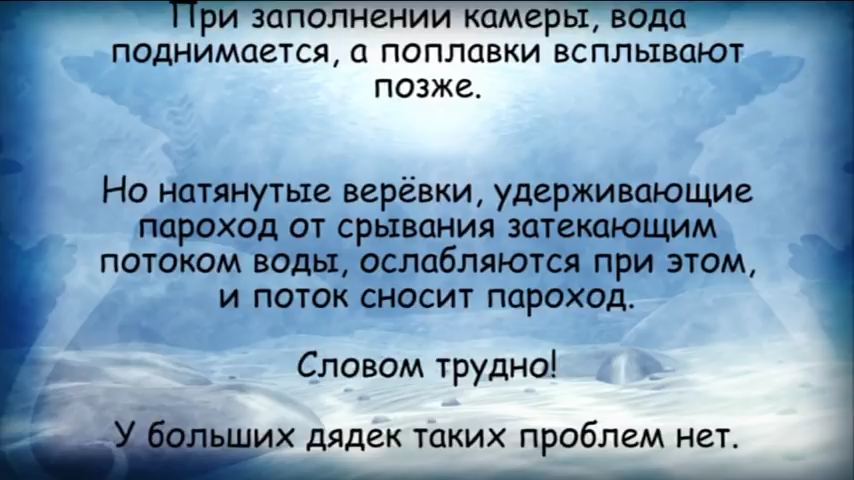 При заполнении камеры, вода
поднимается, а поплавки всплывают
позже.
Но натянутые верёвки, удерживающие
пароход от срывания затекающим
потоком воды, ослабляются при этом,
и поток сносит пароход.
Словом трудно!
У больших дядек таких проблем нет.